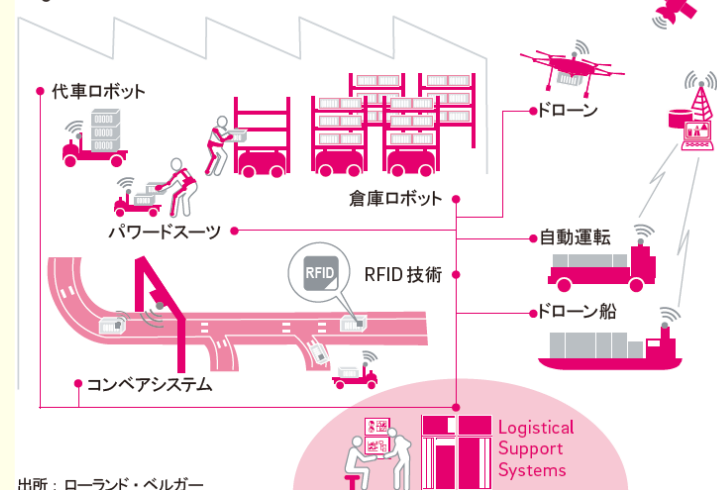 代車ロボット
ドローン
倉庫ロボット
パワードスーツ
自動運転
RFID
RFID 技術
ドローン船
コンベアシステム
Logistical
Support
Systems
出所：ローランド・ベルガー